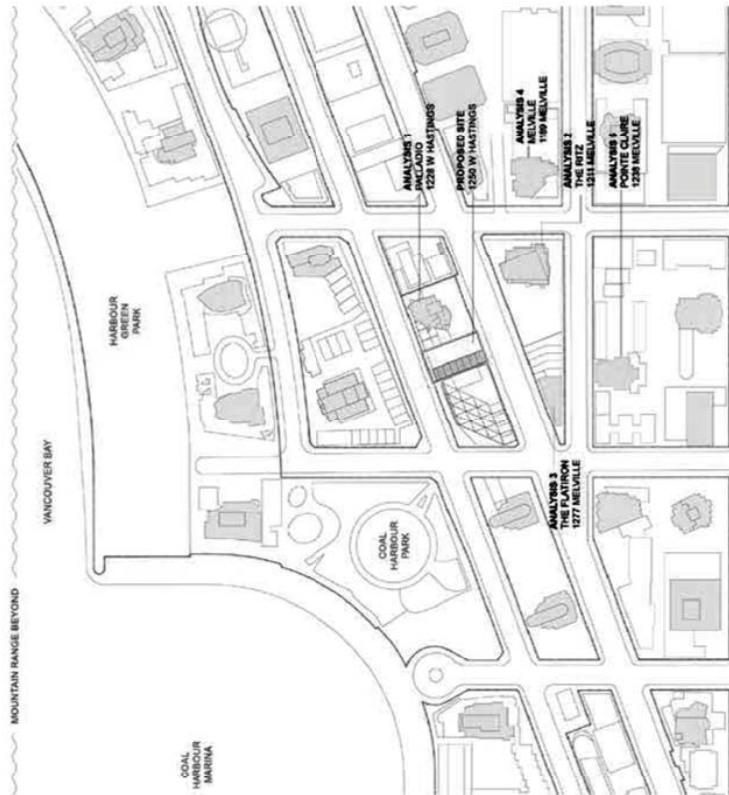 MOUNTAIN RANGE BEYOND
VANCOUVER BAY
HARBOUR
GREEN
PARK
COAL
HARBOUR
MARINA
COAL
HARBOUR
PARK
ANALYSIS 1
PALLADIO
1228 W HASTINGS
PROPOSED SITE
1250 W HASTINGS
ANALYSIS 4
MELVILLE
1189 MELVILLE
ANALYSIS 2
THE RITZ
1211 MELVILLE
ANALYSIS 5
POINTE CLAIRE
1238 MELVILLE
ANALYSIS 3
THE FLATIRON
1277 MELVILLE